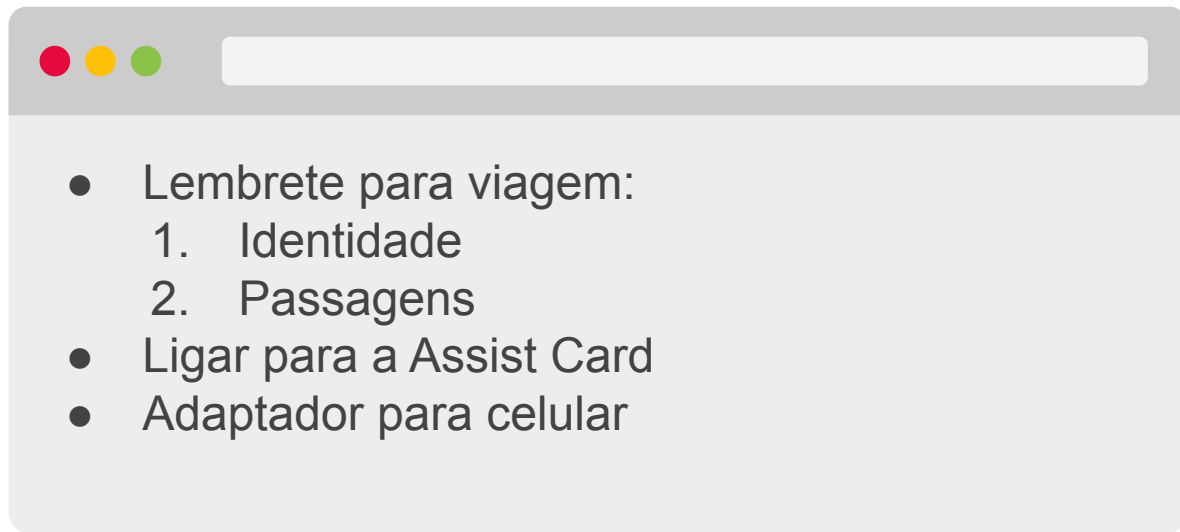 ● Lembrete para viagem:
1. Identidade
2. Passagens
● Ligar para a Assist Card
● Adaptador para celular